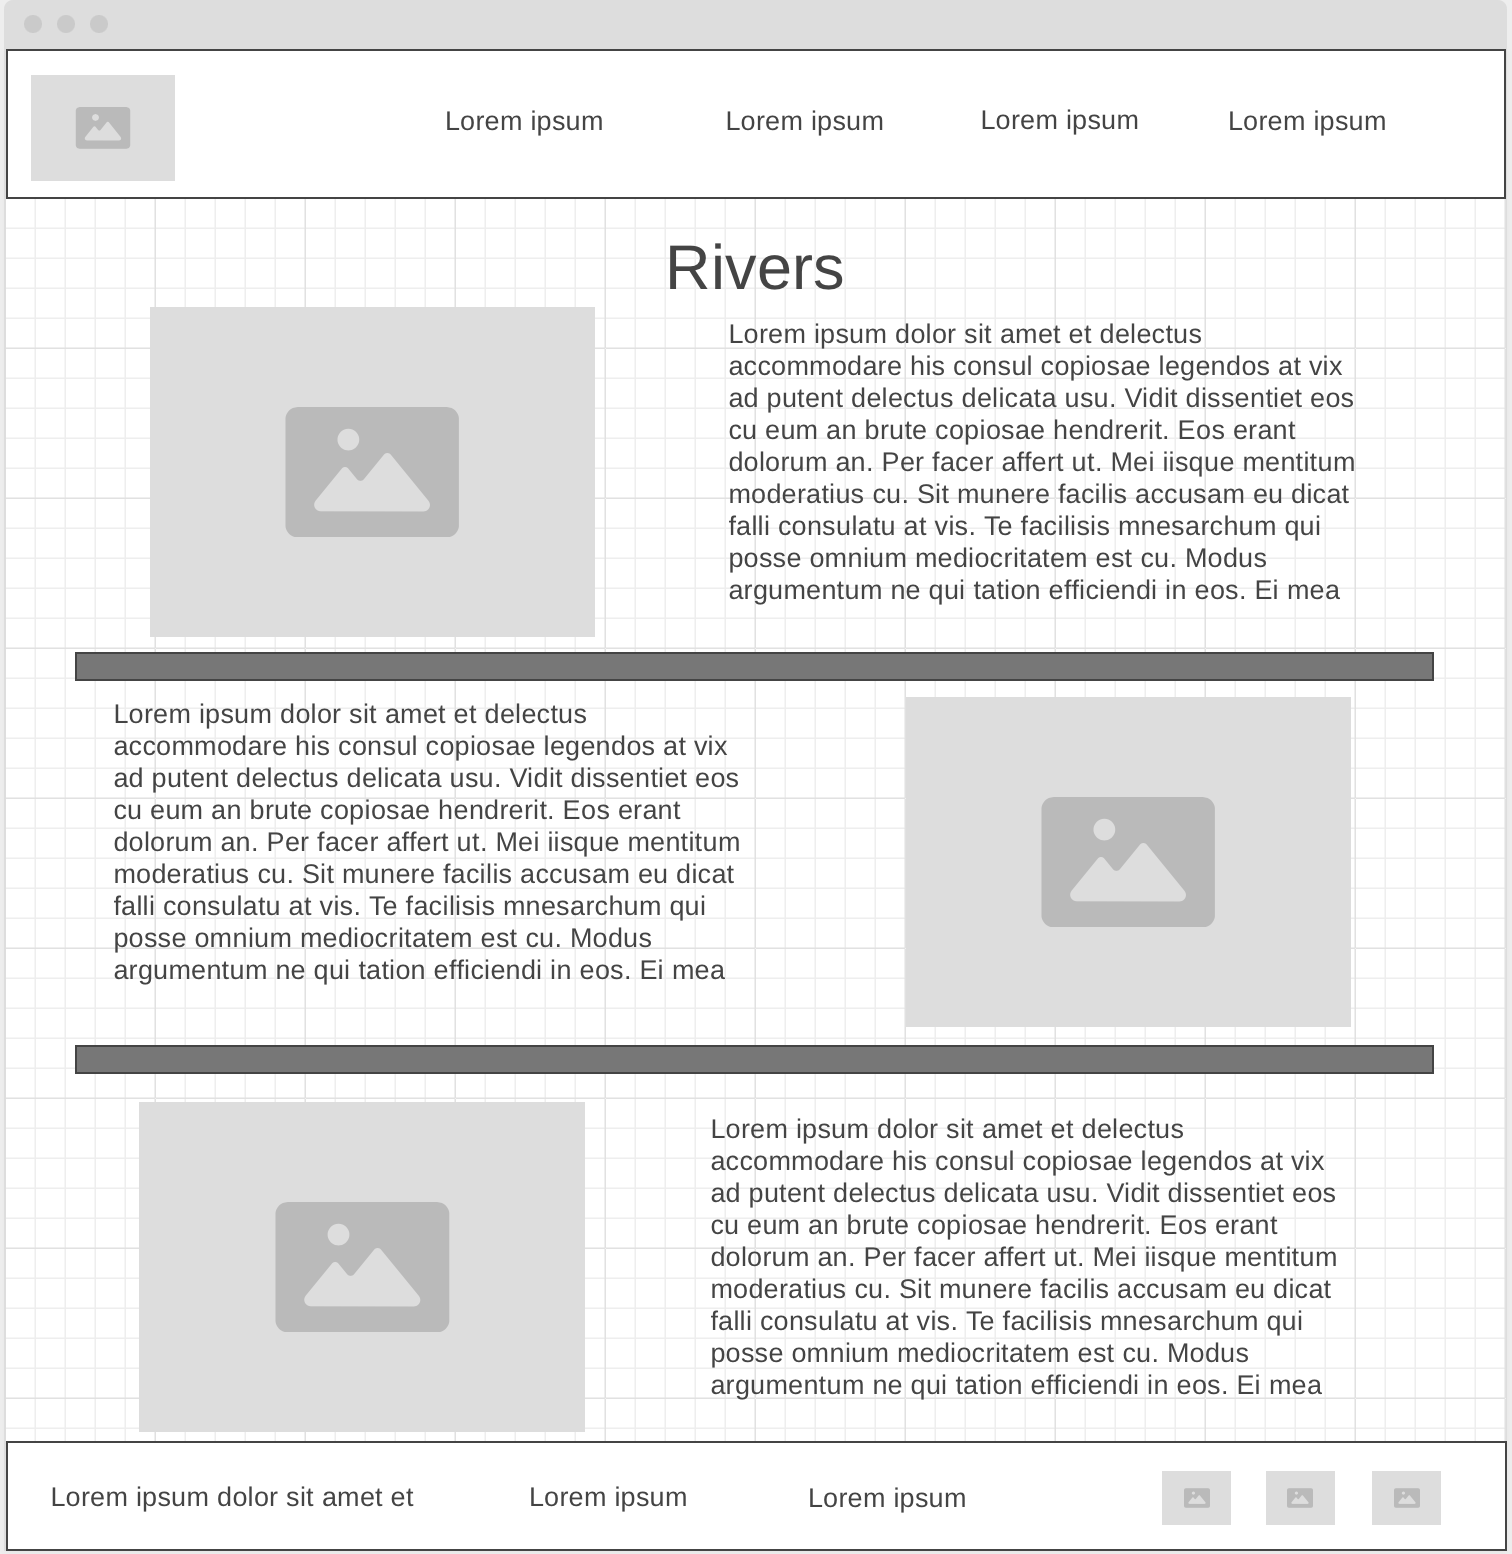 Lorem ipsum
Lorem ipsum
Lorem ipsum
Lorem ipsum
Rivers
Lorem ipsum dolor sit amet et delectus
accommodare his consul copiosae legendos at vix
ad putent delectus delicata usu. Vidit dissentiet eos
cu eum an brute copiosae hendrerit. Eos erant
dolorum an. Per facer affert ut. Mei iisque mentitum
moderatius cu. Sit munere facilis accusam eu dicat
falli consulatu at vis. Te facilisis mnesarchum qui
posse omnium mediocritatem est cu. Modus
argumentum ne qui tation efficiendi in eos. Ei mea
Lorem ipsum dolor sit amet et delectus
accommodare his consul copiosae legendos at vix
ad putent delectus delicata usu. Vidit dissentiet eos
cu eum an brute copiosae hendrerit. Eos erant
dolorum an. Per facer affert ut. Mei iisque mentitum
moderatius cu. Sit munere facilis accusam eu dicat
falli consulatu at vis. Te facilisis mnesarchum qui
posse omnium mediocritatem est cu. Modus
argumentum ne qui tation efficiendi in eos. Ei mea
Lorem ipsum dolor sit amet et delectus
accommodare his consul copiosae legendos at vix
ad putent delectus delicata usu. Vidit dissentiet eos
cu eum an brute copiosae hendrerit. Eos erant
dolorum an. Per facer affert ut. Mei iisque mentitum
moderatius cu. Sit munere facilis accusam eu dicat
falli consulatu at vis. Te facilisis mnesarchum qui
posse omnium mediocritatem est cu. Modus
argumentum ne qui tation efficiendi in eos. Ei mea
Lorem ipsum dolor sit amet et
Lorem ipsum
Lorem ipsum